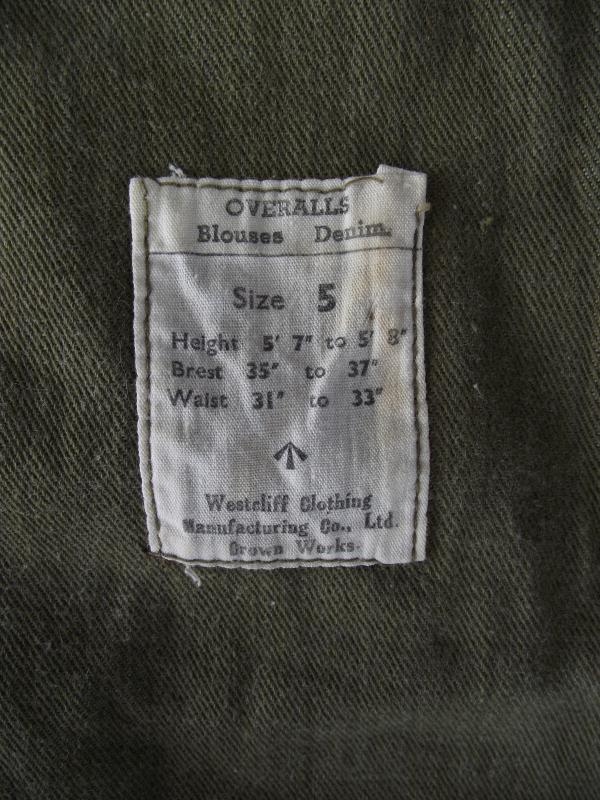 OVERALLS
Blouses Denim.
Size 5
Height 5' 7" to 5' 8"
Brest 35" to 37"
Waist 31" to 33"
Westcliff Clothing
Manufacturing Co., Ltd.
Crown Works.